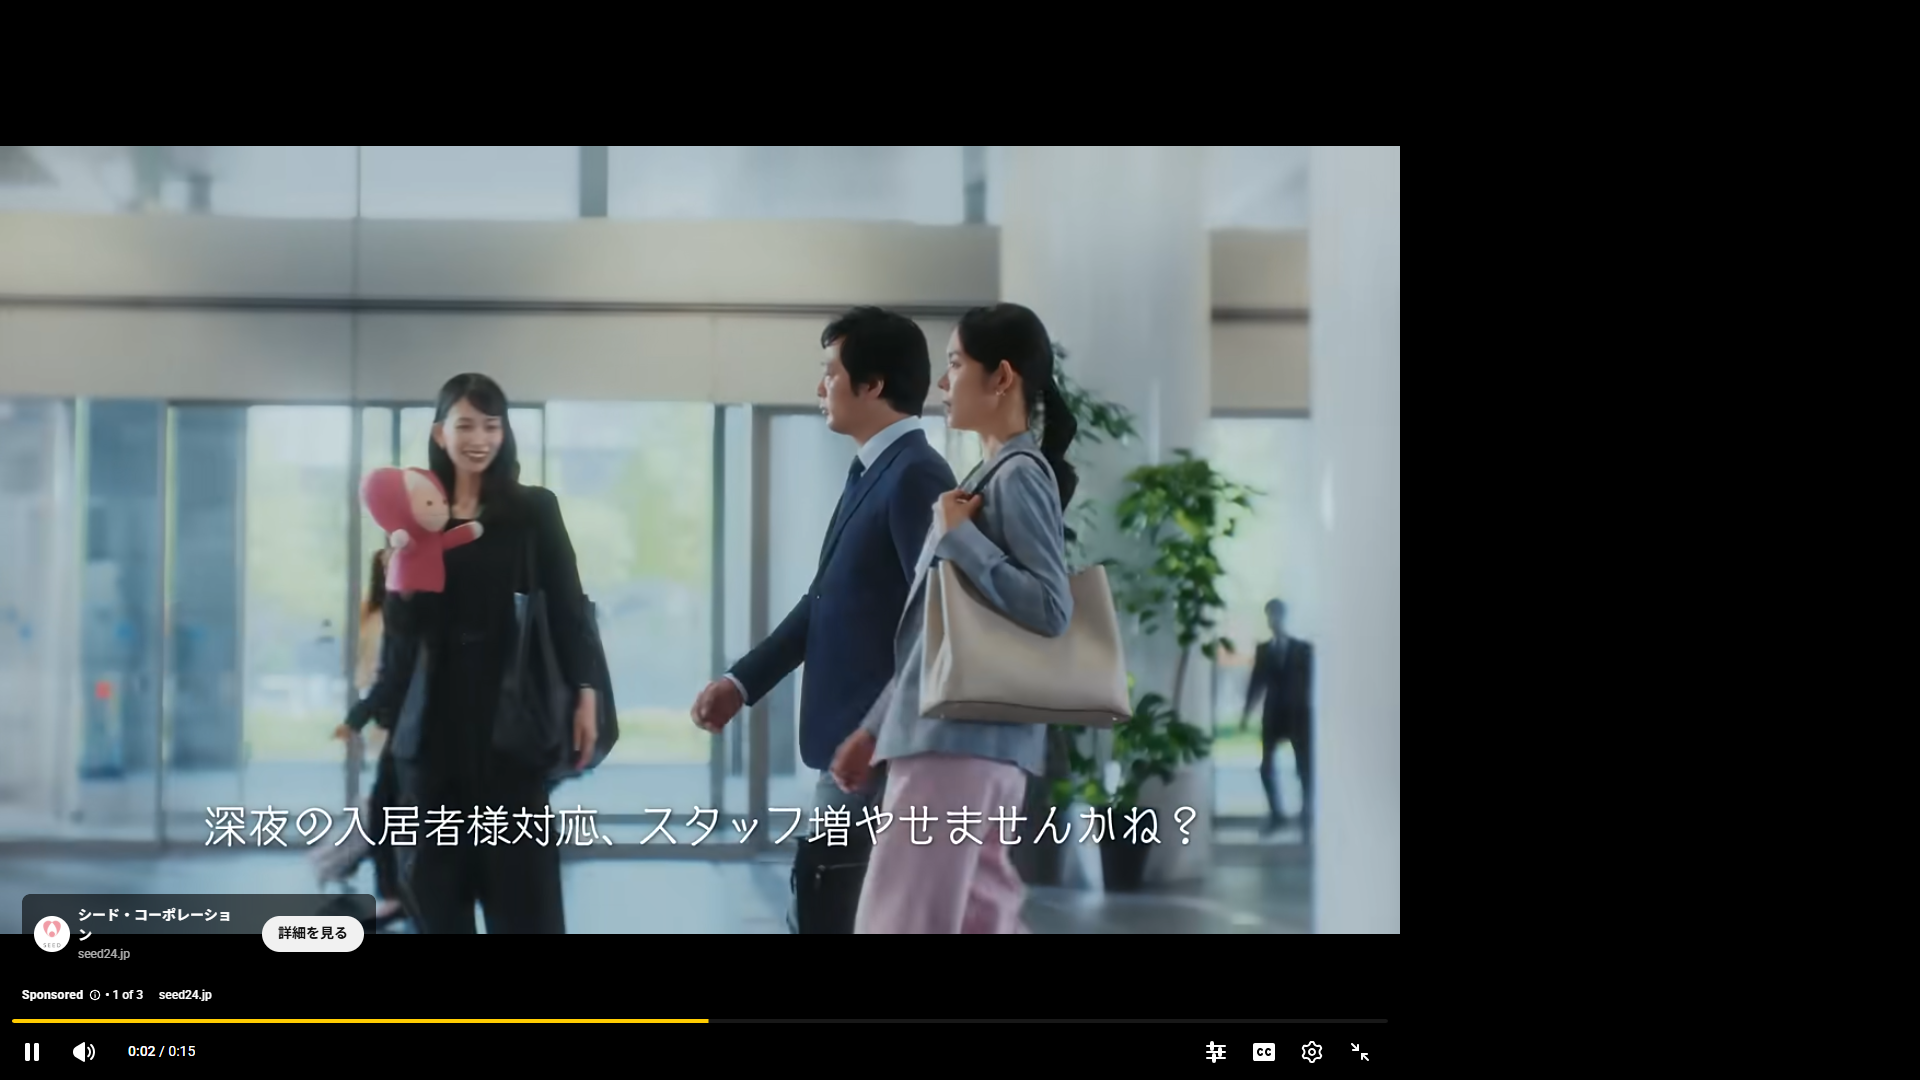 深夜の入居者様対応、スタッフ増やせませんかね？
シード・コーポレーショ
ン
seed24.jp
SEED
詳細を見る
Sponsored • 1 of 3 seed24.jp
0:02 / 0:15
CC